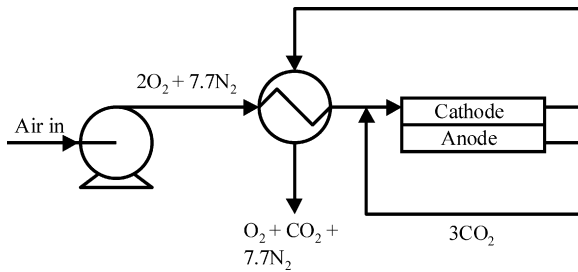 2O₂ + 7.7N₂
Air in
Cathode
Anode
O₂ + CO₂ +
7.7N₂
3CO₂